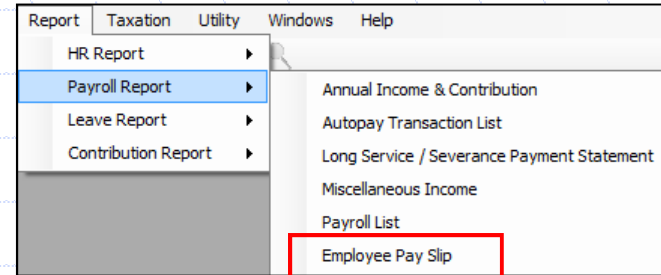 Report Taxation Utility Windows Help
HR Report
Payroll Report
Leave Report
Contribution Report
Annual Income & Contribution
Autopay Transaction List
Long Service / Severance Payment Statement
Miscellaneous Income
Payroll List
Employee Pay Slip